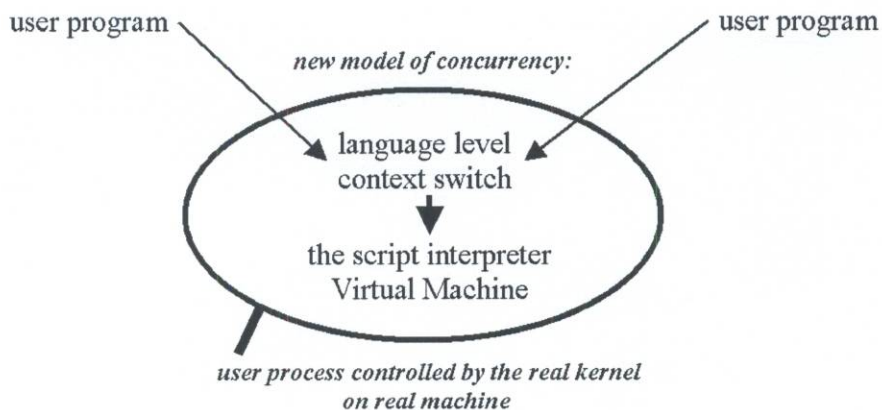 user program
user program
new model of concurrency:
language level
context switch
the script interpreter
Virtual Machine
user process controlled by the real kernel
on real machine